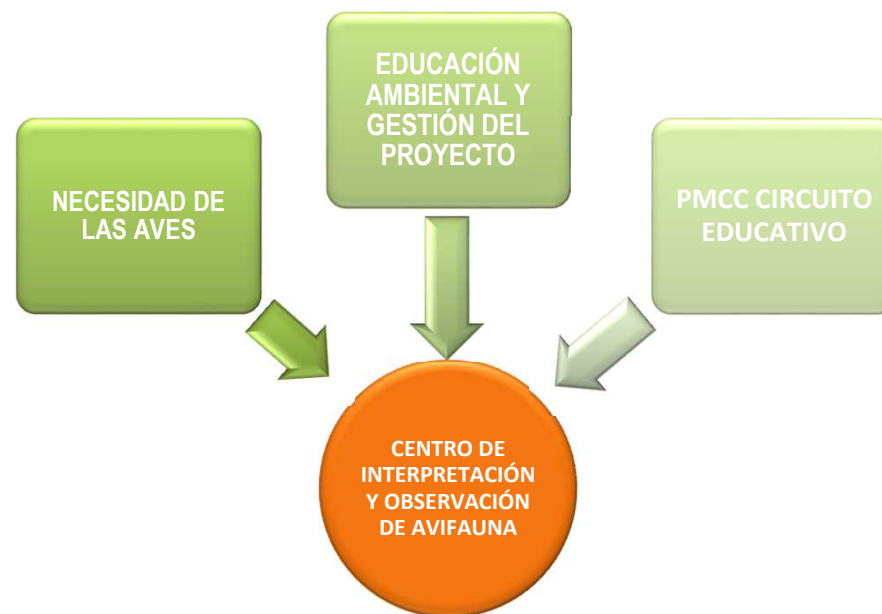 EDUCACIÓN
AMBIENTAL Y
GESTIÓN DEL
PROYECTO
NECESIDAD DE
LAS AVES
PMCC CIRCUITO
EDUCATIVO
CENTRO DE
INTERPRETACIÓN
Y OBSERVACIÓN
DE AVIFAUNA